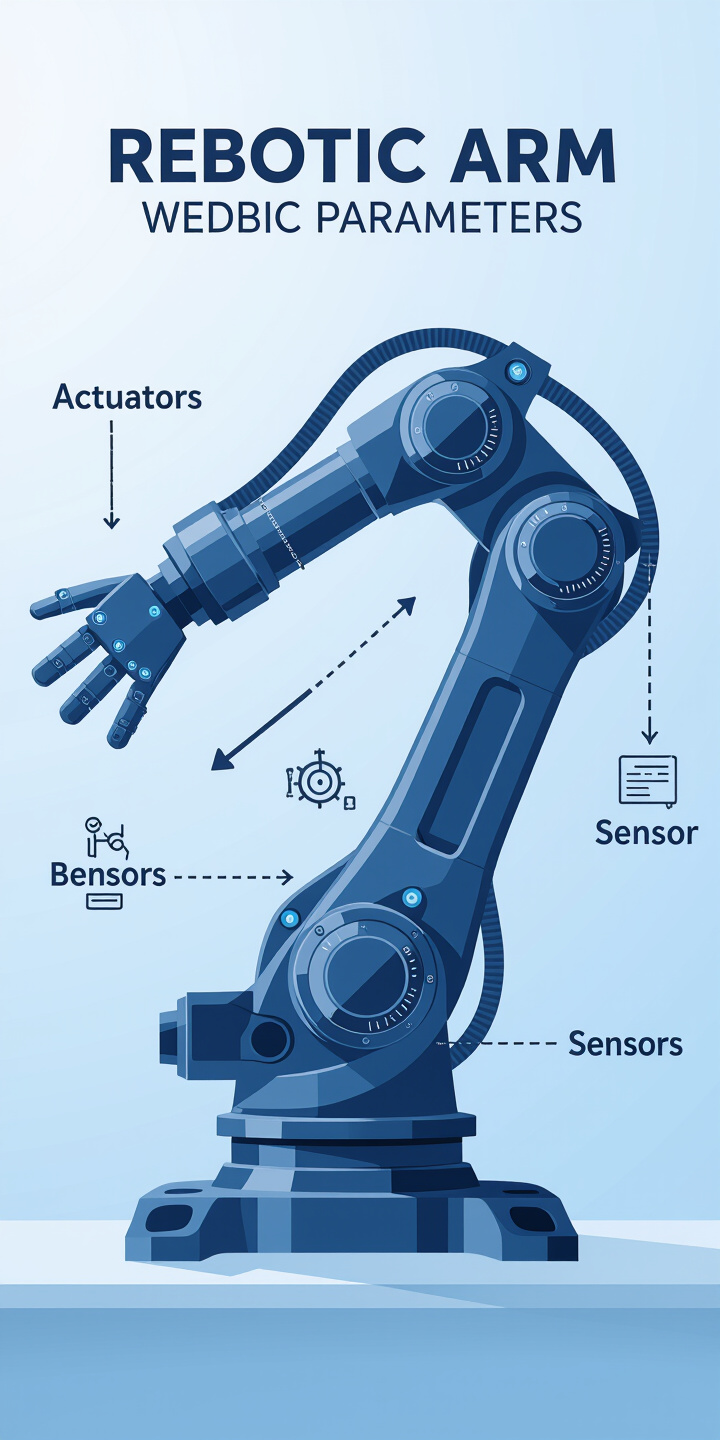 REBOTIC ARM
WEDBIC PARAMETERS
Actuators
Sensor
Bensors
Sensors